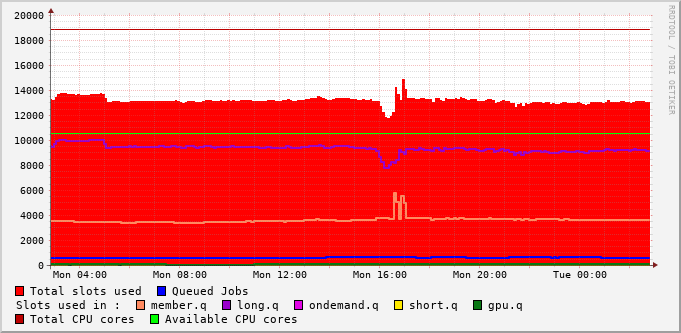 20000
18000
16000
14000
12000
10000
8000
6000
4000
2000
0
Mon 04:00 Mon 08:00 Mon 12:00 Mon 16:00 Mon 20:00 Tue 00:00
RRDTOOL / TOBI OETIKER
Total slots used Queued Jobs
Slots used in : member.q long.q ondemand.q short.q gpu.q
Total CPU cores Available CPU cores